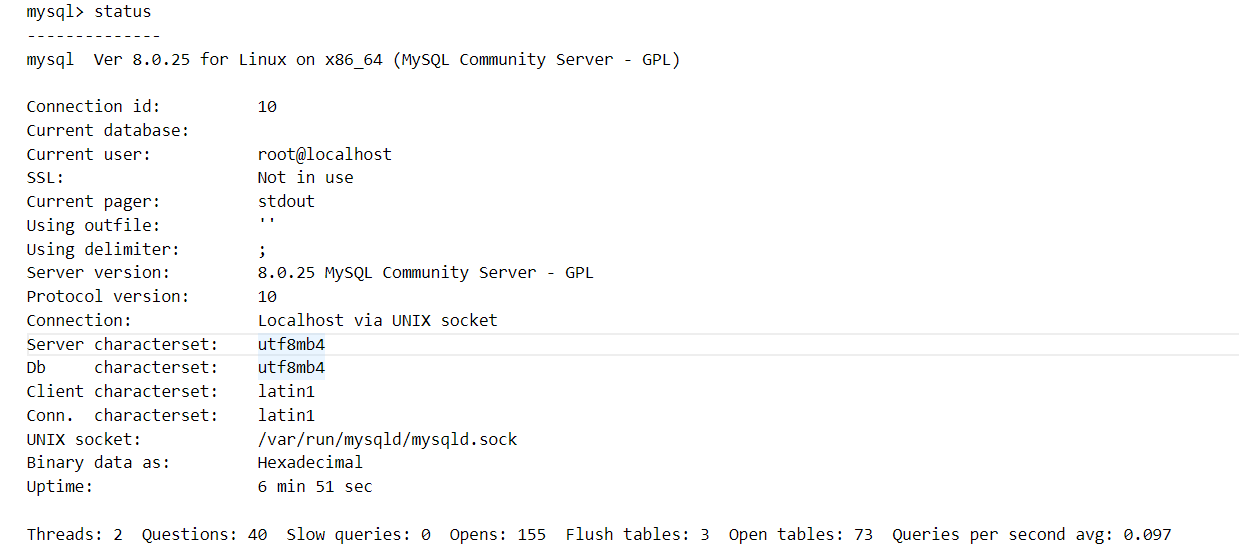 mysql> status
--------------
mysql  Ver 8.0.25 for Linux on x86_64 (MySQL Community Server - GPL)
Connection id:          10
Current database:
Current user:           root@localhost
SSL:                    Not in use
Current pager:          stdout
Using outfile:          ''
Using delimiter:        ;
Server version:         8.0.25 MySQL Community Server - GPL
Protocol version:       10
Connection:             Localhost via UNIX socket
Server characterset:    utf8mb4
Db     characterset:    utf8mb4
Client characterset:    latin1
Conn.  characterset:    latin1
UNIX socket:            /var/run/mysqld/mysqld.sock
Binary data as:         Hexadecimal
Uptime:                 6 min 51 sec
Threads: 2  Questions: 40  Slow queries: 0  Opens: 155  Flush tables: 3  Open tables: 73  Queries per second avg: 0.097